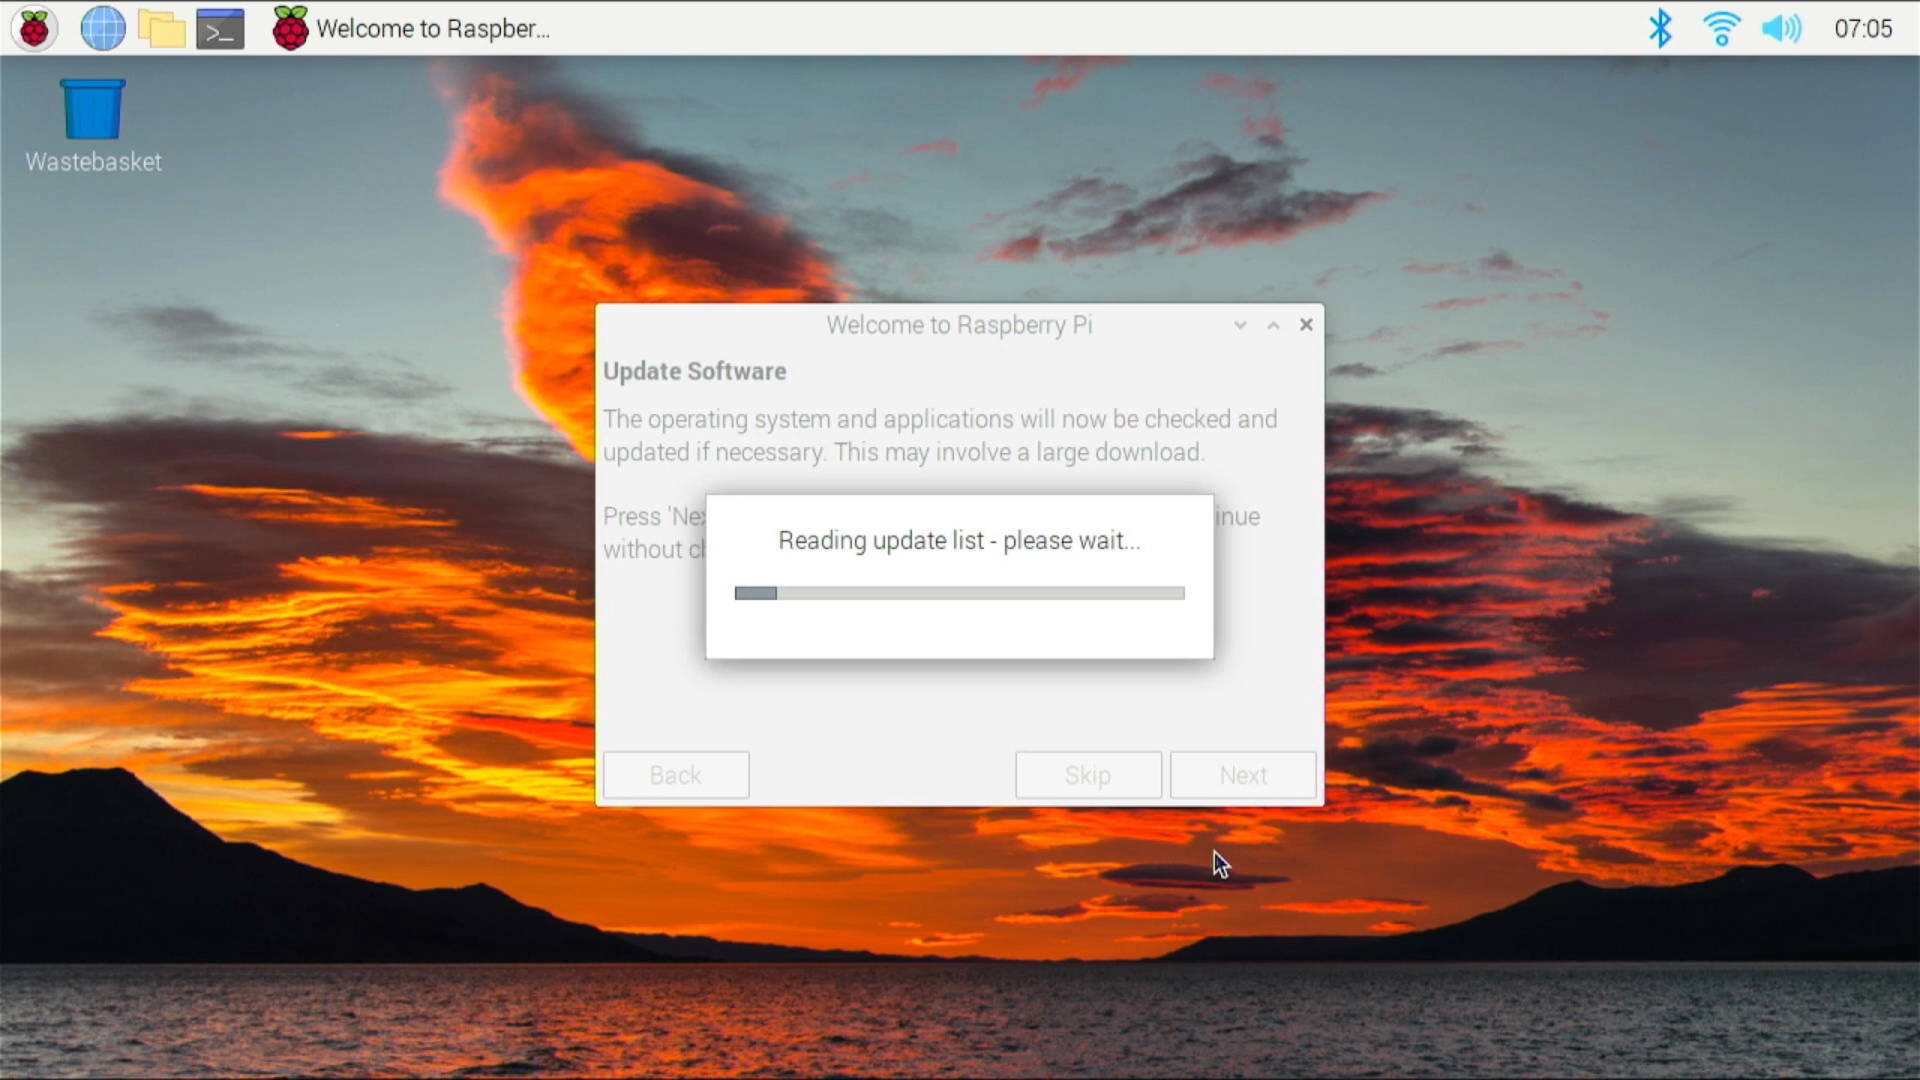 Welcome to Raspber...
07:05
Wastebasket
Welcome to Raspberry Pi
Update Software
The operating system and applications will now be checked and
updated if necessary. This may involve a large download.
Press 'Nex
inue
without ch
Reading update list - please wait...
Back
Skip
Next